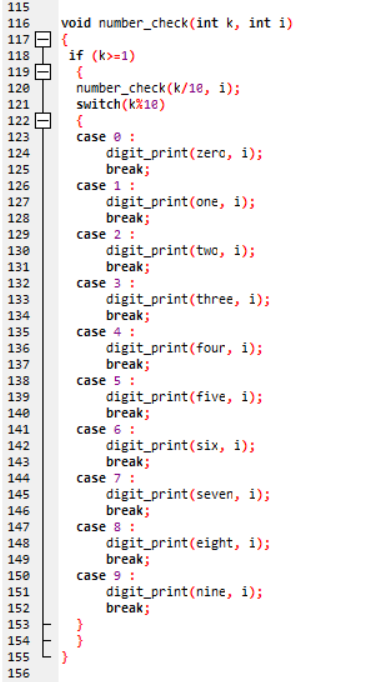 115
116 void number_check(int k, int i)
117 {
118 if (k>=1)
119 {
120 number_check(k/10, i);
121 switch(k%10)
122 {
123 case 0 :
124 digit_print(zero, i);
125 break;
126 case 1 :
127 digit_print(one, i);
128 break;
129 case 2 :
130 digit_print(two, i);
131 break;
132 case 3 :
133 digit_print(three, i);
134 break;
135 case 4 :
136 digit_print(four, i);
137 break;
138 case 5 :
139 digit_print(five, i);
140 break;
141 case 6 :
142 digit_print(six, i);
143 break;
144 case 7 :
145 digit_print(seven, i);
146 break;
147 case 8 :
148 digit_print(eight, i);
149 break;
150 case 9 :
151 digit_print(nine, i);
152 break;
153 }
154 }
155 }
156